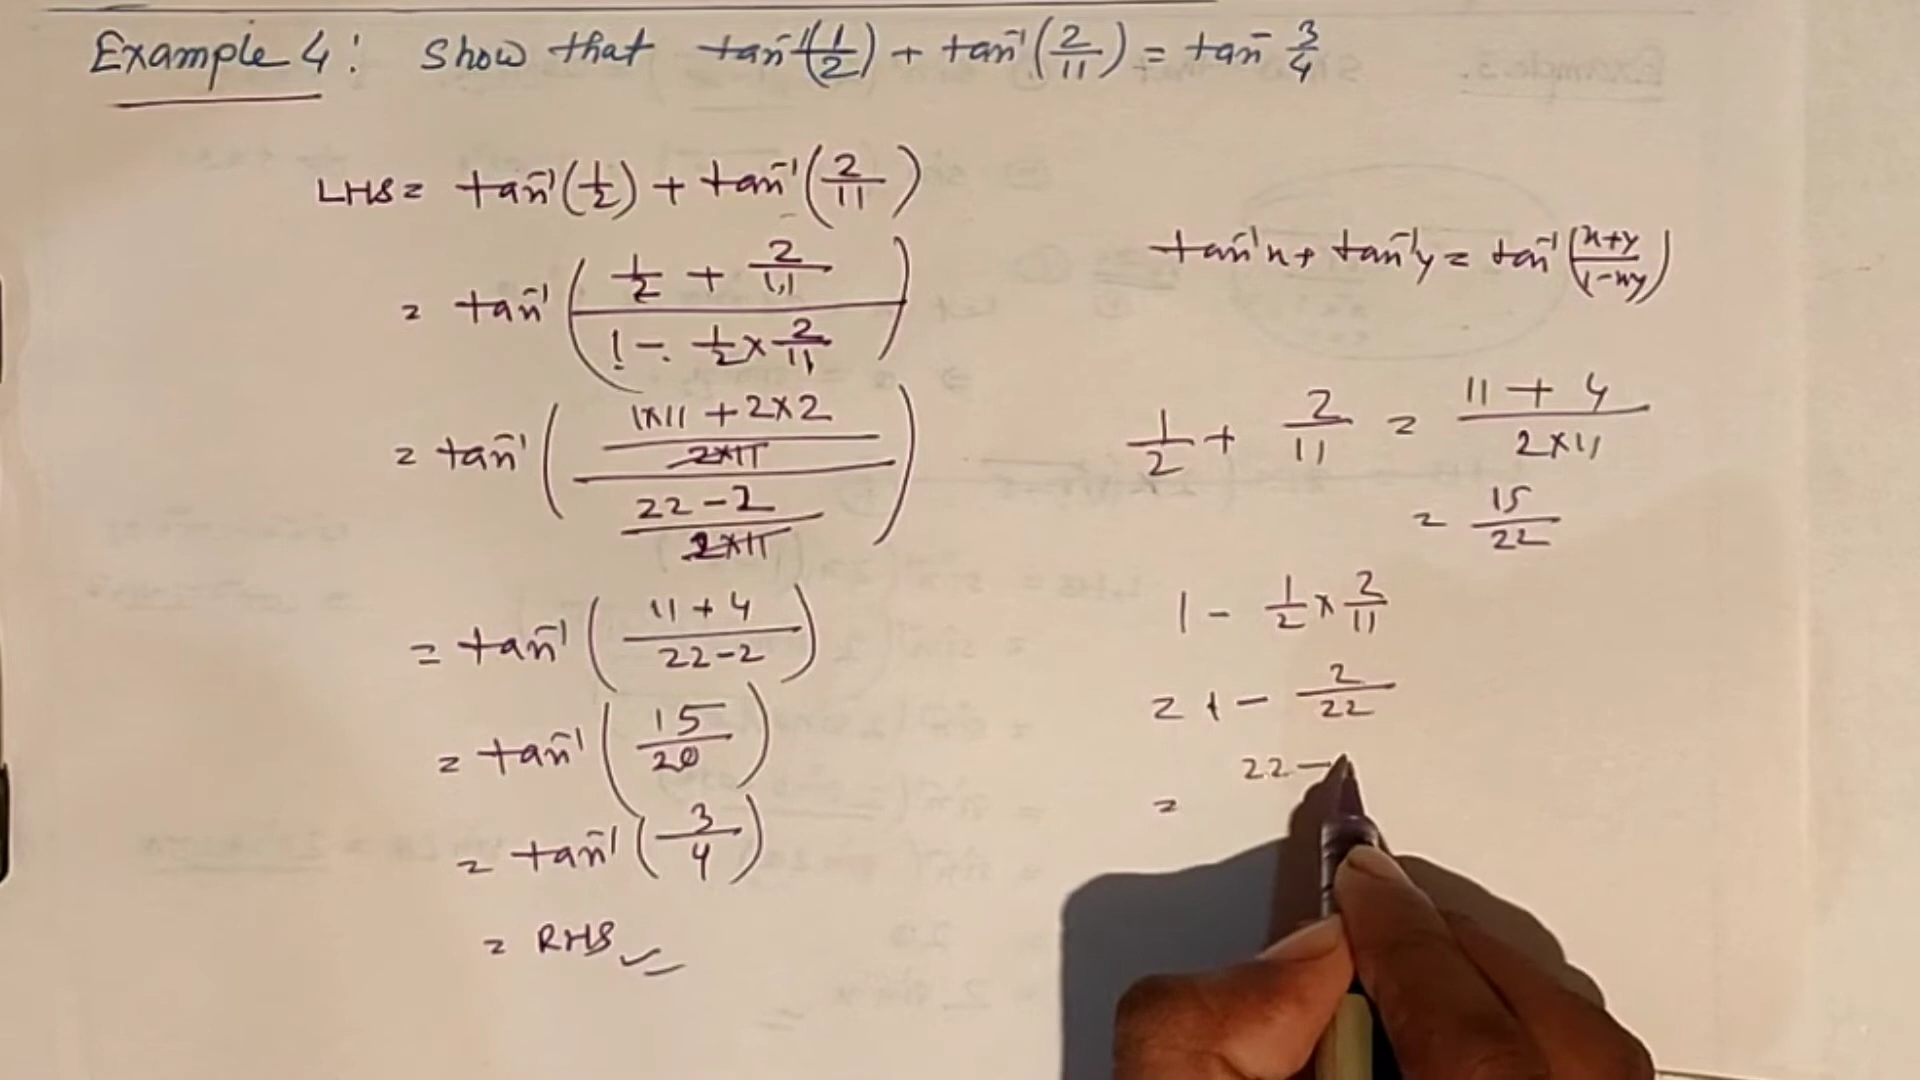 Example 4: Show that tan⁻¹(1/2) + tan⁻¹(2/11) = tan⁻ 3/4
LHS = tan⁻¹(1/2) + tan⁻¹(2/11)
= tan⁻¹((1/2 + 2/11)/(1 - 1/2 × 2/11))
= tan⁻¹(((1×11 + 2×2)/(2×11))/((22 - 2)/(2×11)))
= tan⁻¹((11 + 4)/(22 - 2))
= tan⁻¹(15/20)
= tan⁻¹(3/4)
= RHS
tan⁻¹x + tan⁻¹y = tan⁻¹((x+y)/(1-xy))
1/2 + 2/11 = (11 + 4)/(2×11)
= 15/22
1 - 1/2 × 2/11
= 1 - 2/22
= 22 -